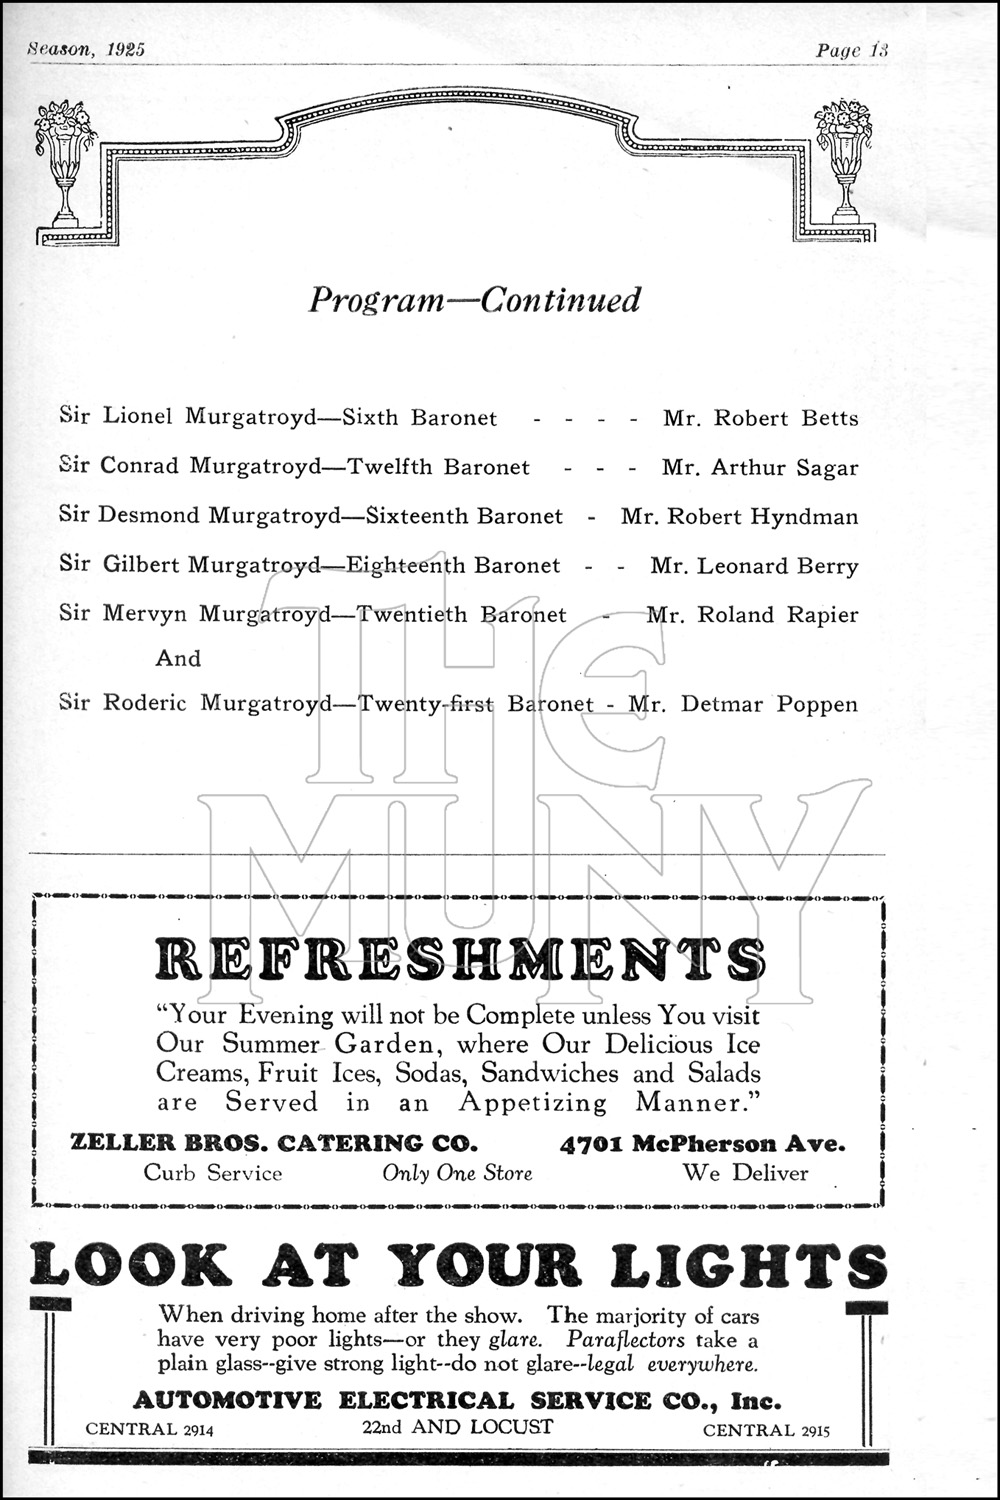 Season, 1925 Page 13
Program—Continued
Sir Lionel Murgatroyd—Sixth Baronet - - - - Mr. Robert Betts
Sir Conrad Murgatroyd—Twelfth Baronet - - - Mr. Arthur Sagar
Sir Desmond Murgatroyd—Sixteenth Baronet - Mr. Robert Hyndman
Sir Gilbert Murgatroyd—Eighteenth Baronet - - Mr. Leonard Berry
Sir Mervyn Murgatroyd—Twentieth Baronet - Mr. Roland Rapier
And
Sir Roderic Murgatroyd—Twenty-first Baronet - Mr. Detmar Poppen
THE
MUNY
REFRESHMENTS
“Your Evening will not be Complete unless You visit
Our Summer Garden, where Our Delicious Ice
Creams, Fruit Ices, Sodas, Sandwiches and Salads
are Served in an Appetizing Manner.”
ZELLER BROS. CATERING CO. 4701 McPherson Ave.
Curb Service Only One Store We Deliver
LOOK AT YOUR LIGHTS
When driving home after the show. The marjority of cars
have very poor lights—or they glare. Paraflectors take a
plain glass--give strong light--do not glare--legal everywhere.
AUTOMOTIVE ELECTRICAL SERVICE CO., Inc.
CENTRAL 2914 22nd AND LOCUST CENTRAL 2915